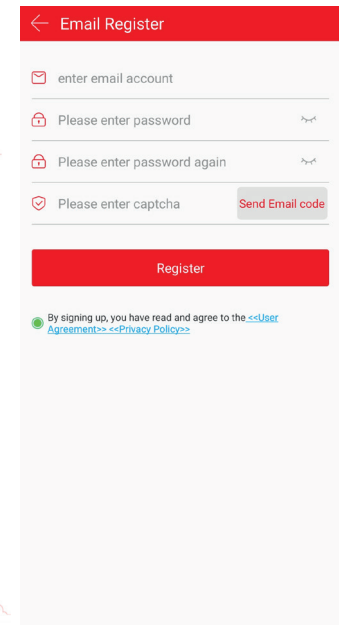 Email Register
enter email account
Please enter password
Please enter password again
Please enter captcha
Send Email code
Register
By signing up, you have read and agree to the <<User
Agreement>> <<Privacy Policy>>